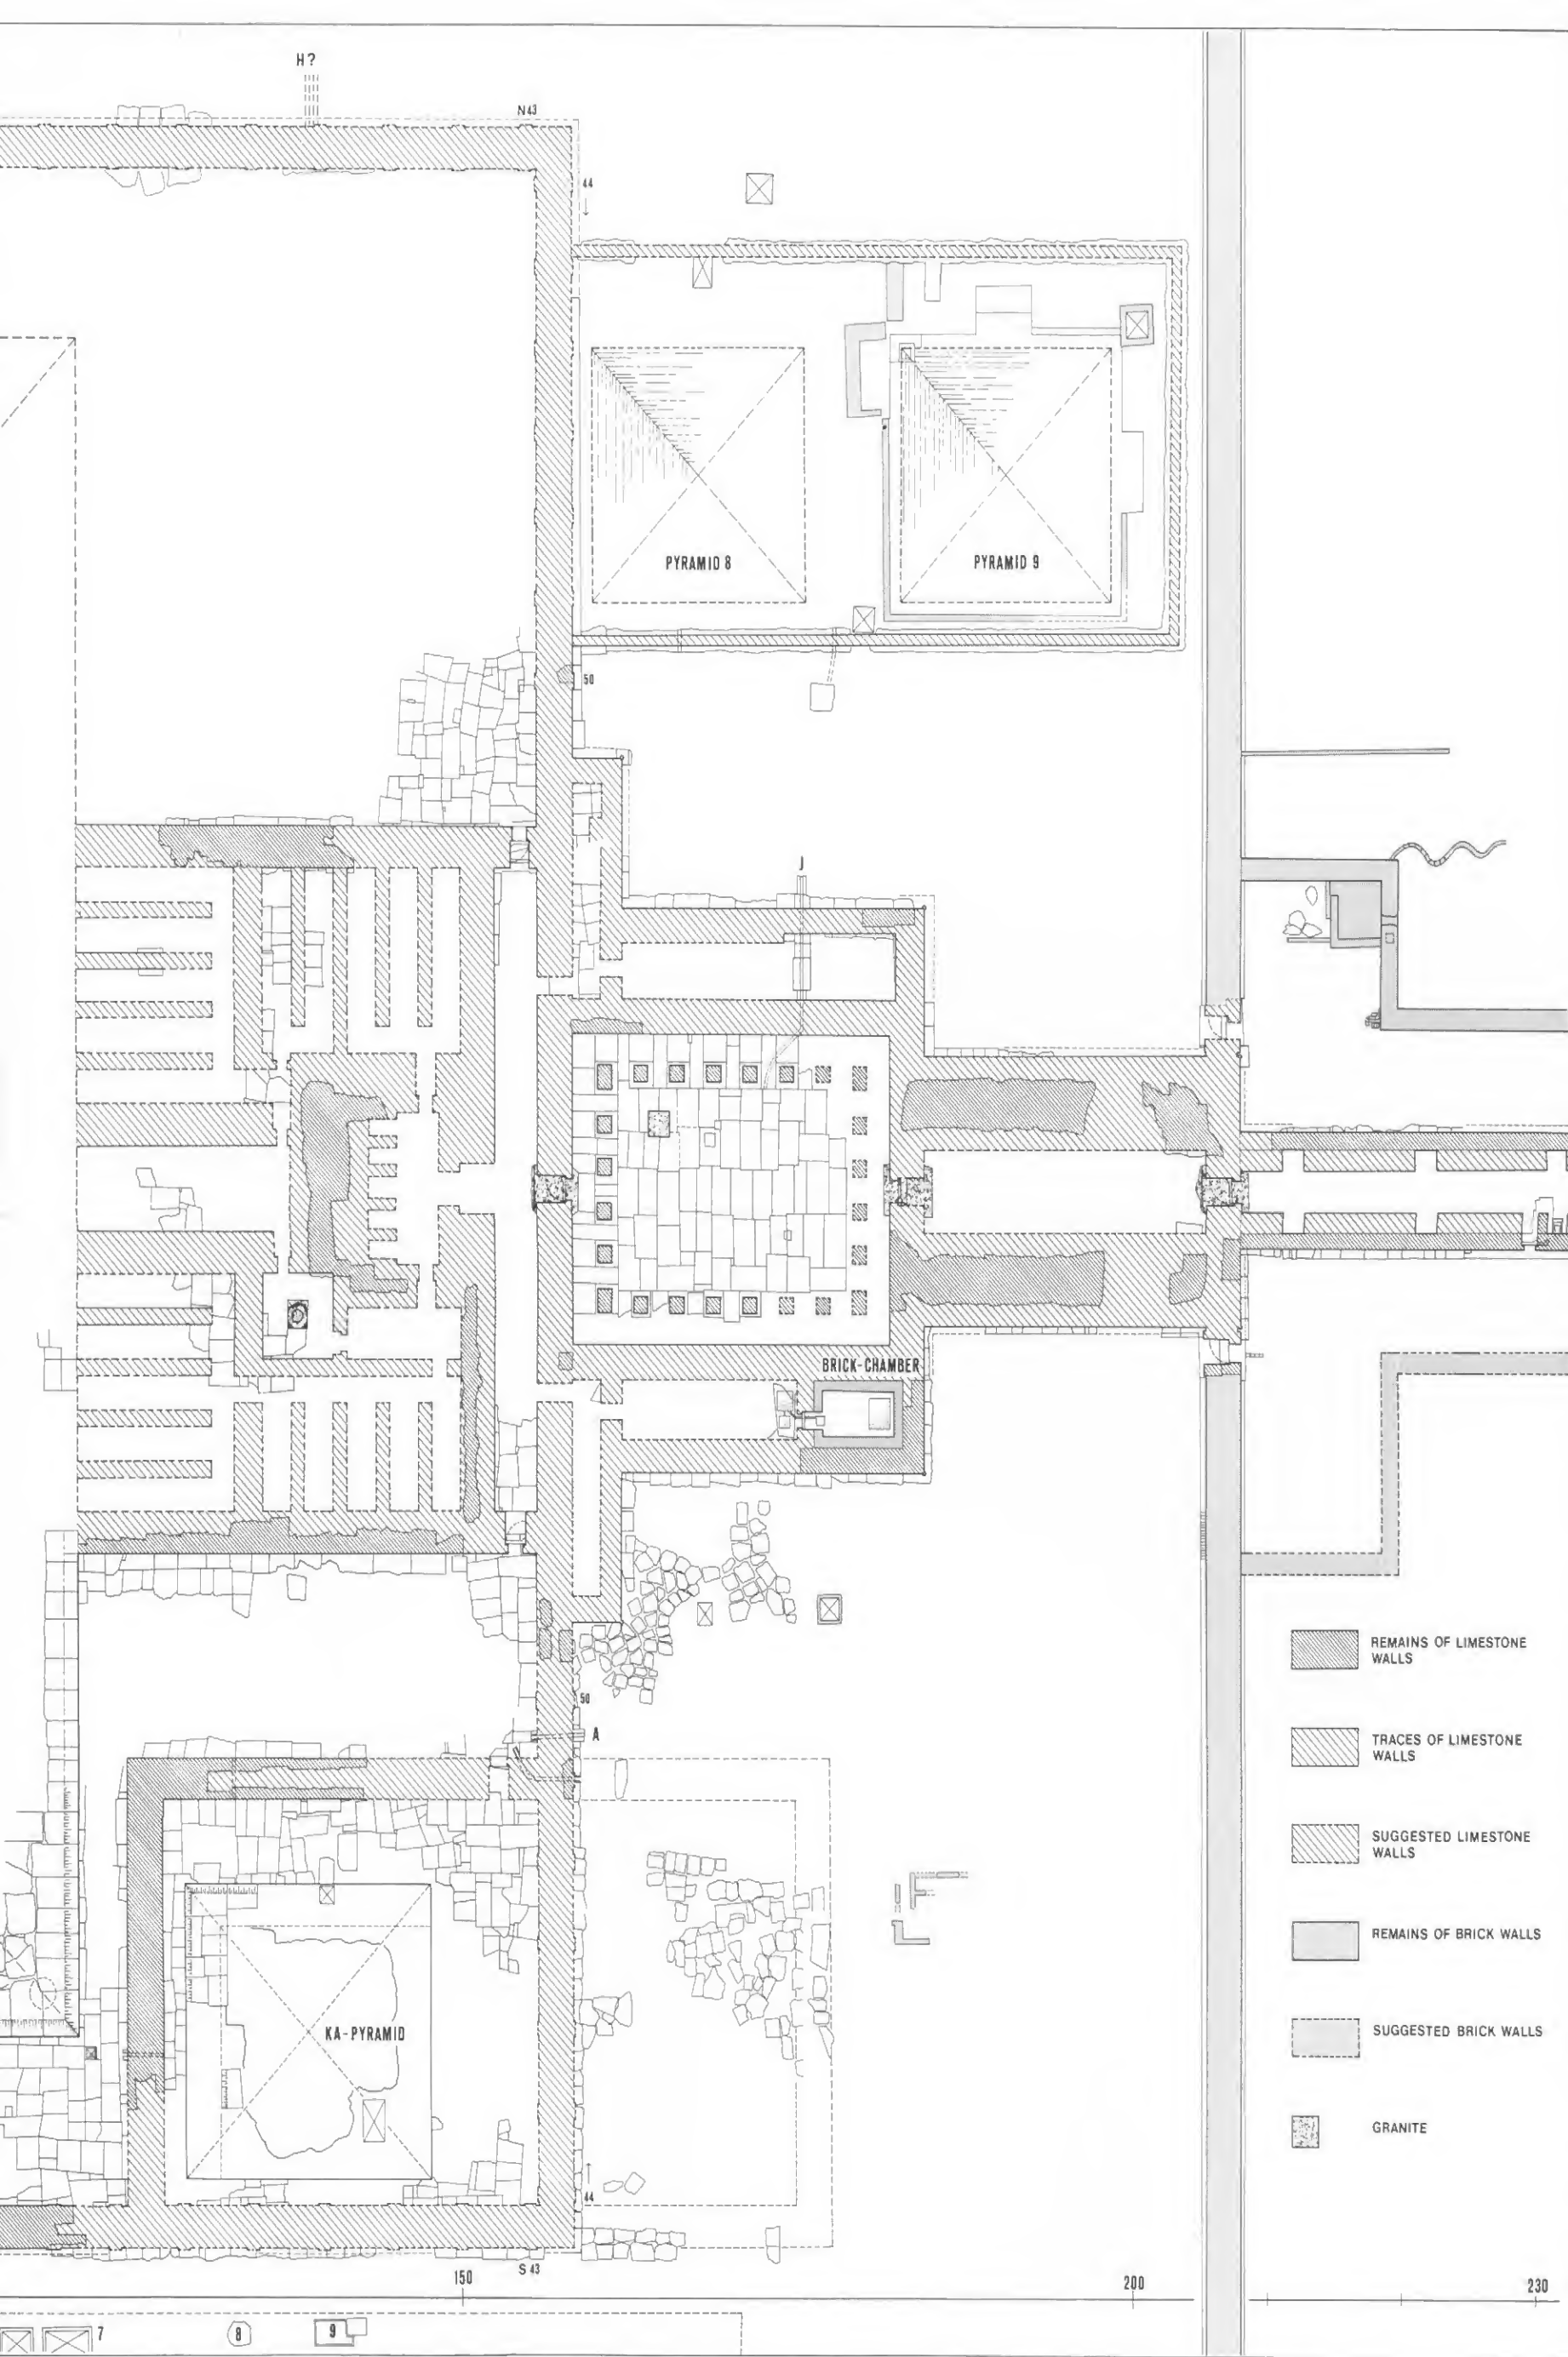 H?
N43
44
PYRAMID 8
PYRAMID 9
50
J
BRICK-CHAMBER
REMAINS OF LIMESTONE
WALLS
50
A
TRACES OF LIMESTONE
WALLS
SUGGESTED LIMESTONE
WALLS
REMAINS OF BRICK WALLS
KA-PYRAMID
SUGGESTED BRICK WALLS
GRANITE
44
S 43
150
200
230
7
8
9